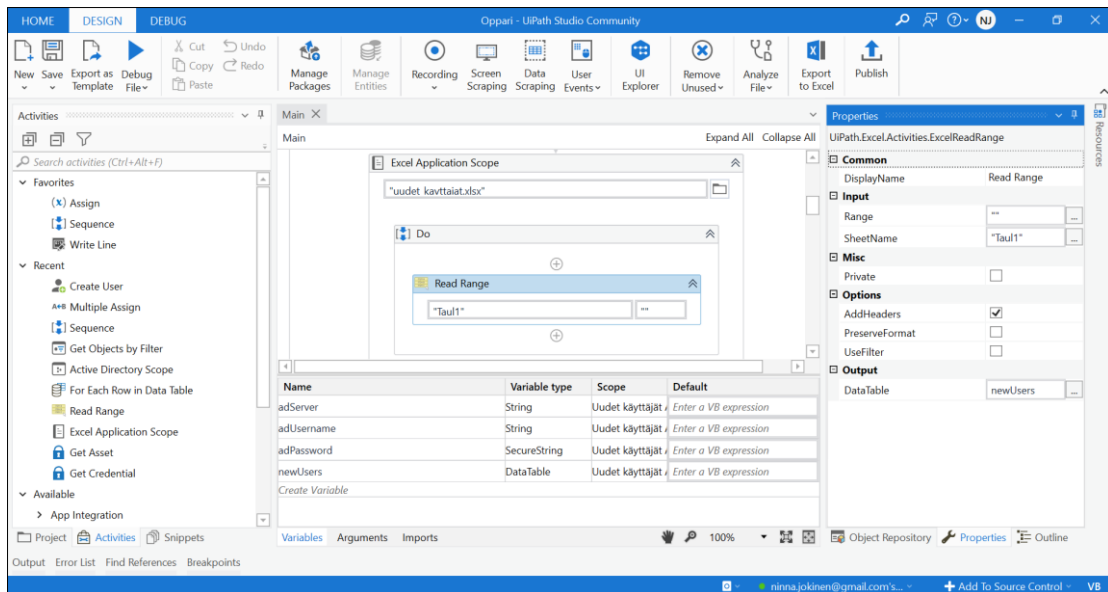 HOME DESIGN DEBUG Oppari - UiPath Studio Community NJ
New Save Export as Template Debug File Cut Copy Paste Undo Redo Manage Packages Manage Entities Recording Screen Scraping Data Scraping User Events UI Explorer Remove Unused Analyze File Export to Excel Publish
Activities
Search activities (Ctrl+Alt+F)
Favorites
(x) Assign
Sequence
Write Line
Recent
Create User
A+B Multiple Assign
Sequence
Get Objects by Filter
Active Directory Scope
For Each Row in Data Table
Read Range
Excel Application Scope
Get Asset
Get Credential
Available
App Integration
Project Activities Snippets
Main
Main Expand All Collapse All
Excel Application Scope
"uudet kavttaiat.xlsx"
Do
Read Range
"Taul1" ""
Name Variable type Scope Default
adServer String Uudet käyttäjät Enter a VB expression
adUsername String Uudet käyttäjät Enter a VB expression
adPassword SecureString Uudet käyttäjät Enter a VB expression
newUsers DataTable Uudet käyttäjät Enter a VB expression
Create Variable
Variables Arguments Imports 100%
Properties
UiPath.Excel.Activities.ExcelReadRange
Common
DisplayName Read Range
Input
Range "" ...
SheetName "Taul1" ...
Misc
Private
Options
AddHeaders
PreserveFormat
UseFilter
Output
DataTable newUsers ...
Object Repository Properties Outline
Resources
Output Error List Find References Breakpoints
ninna.jokinen@gmail.com's... Add To Source Control VB